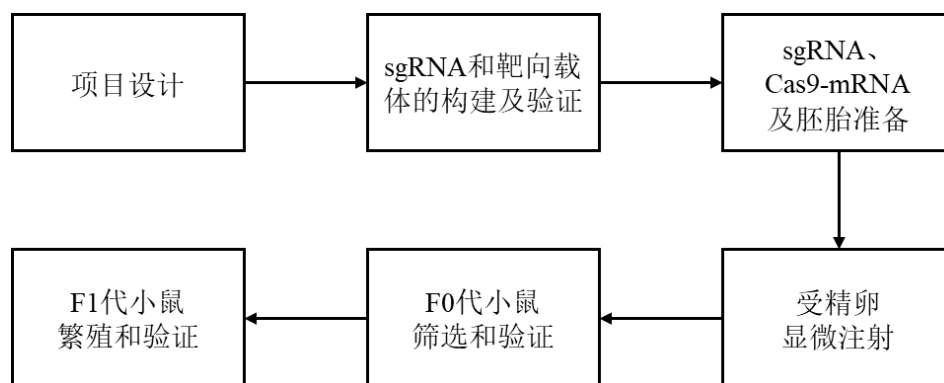 项目设计
sgRNA和靶向载
体的构建及验证
sgRNA、
Cas9-mRNA
及胚胎准备
受精卵
显微注射
F0代小鼠
筛选和验证
F1代小鼠
繁殖和验证